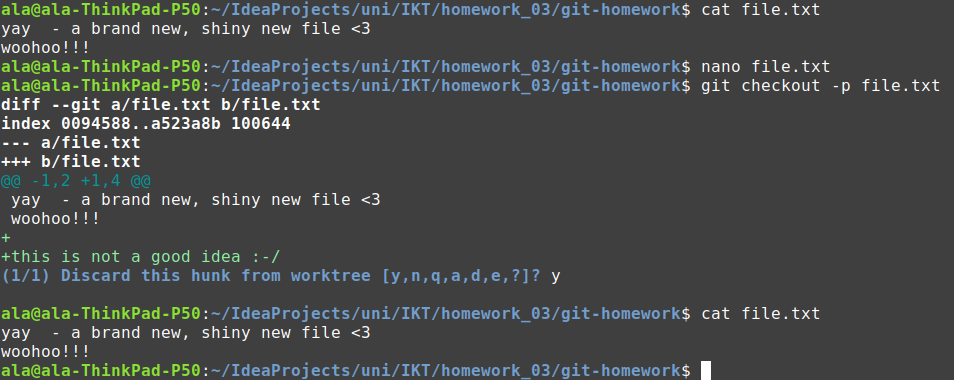 ala@ala-ThinkPad-P50:~/IdeaProjects/uni/IKT/homework_03/git-homework$ cat file.txt
yay  - a brand new, shiny new file <3
woohoo!!!
ala@ala-ThinkPad-P50:~/IdeaProjects/uni/IKT/homework_03/git-homework$ nano file.txt
ala@ala-ThinkPad-P50:~/IdeaProjects/uni/IKT/homework_03/git-homework$ git checkout -p file.txt
diff --git a/file.txt b/file.txt
index 0094588..a523a8b 100644
--- a/file.txt
+++ b/file.txt
@@ -1,2 +1,4 @@
 yay  - a brand new, shiny new file <3
 woohoo!!!
+
+this is not a good idea :-/
(1/1) Discard this hunk from worktree [y,n,q,a,d,e,?]? y

ala@ala-ThinkPad-P50:~/IdeaProjects/uni/IKT/homework_03/git-homework$ cat file.txt
yay  - a brand new, shiny new file <3
woohoo!!!
ala@ala-ThinkPad-P50:~/IdeaProjects/uni/IKT/homework_03/git-homework$